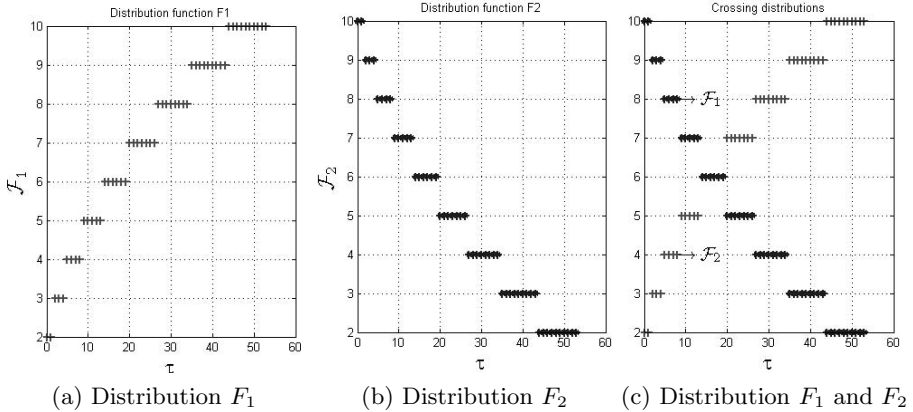 Distribution function F1
10
9
8
7
6
5
4
3
2
0 10 20 30 40 50 60
ℱ₁
τ
(a) Distribution F₁
Distribution function F2
10
9
8
7
6
5
4
3
2
0 10 20 30 40 50 60
ℱ₂
τ
(b) Distribution F₂
Crossing distributions
10
9
8
7
6
5
4
3
2
0 10 20 30 40 50 60
ℱ₁
ℱ₂
τ
(c) Distribution F₁ and F₂